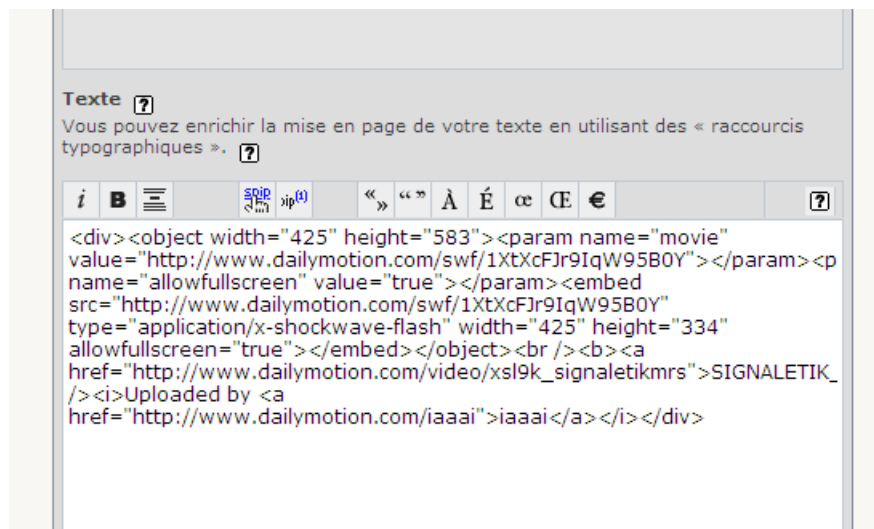 Texte ?
Vous pouvez enrichir la mise en page de votre texte en utilisant des « raccourcis
typographiques ». ?
i B « » “ ” À É œ Œ € ?
<div><object width="425" height="583"><param name="movie"
value="http://www.dailymotion.com/swf/1XtXcFJr9IqW95B0Y"></param><p
name="allowfullscreen" value="true"></param><embed
src="http://www.dailymotion.com/swf/1XtXcFJr9IqW95B0Y"
type="application/x-shockwave-flash" width="425" height="334"
allowfullscreen="true"></embed></object><br /><b><a
href="http://www.dailymotion.com/video/xsl9k_signaletikmrs">SIGNALETIK_
/><i>Uploaded by <a
href="http://www.dailymotion.com/iaaai">iaaai</a></i></div>